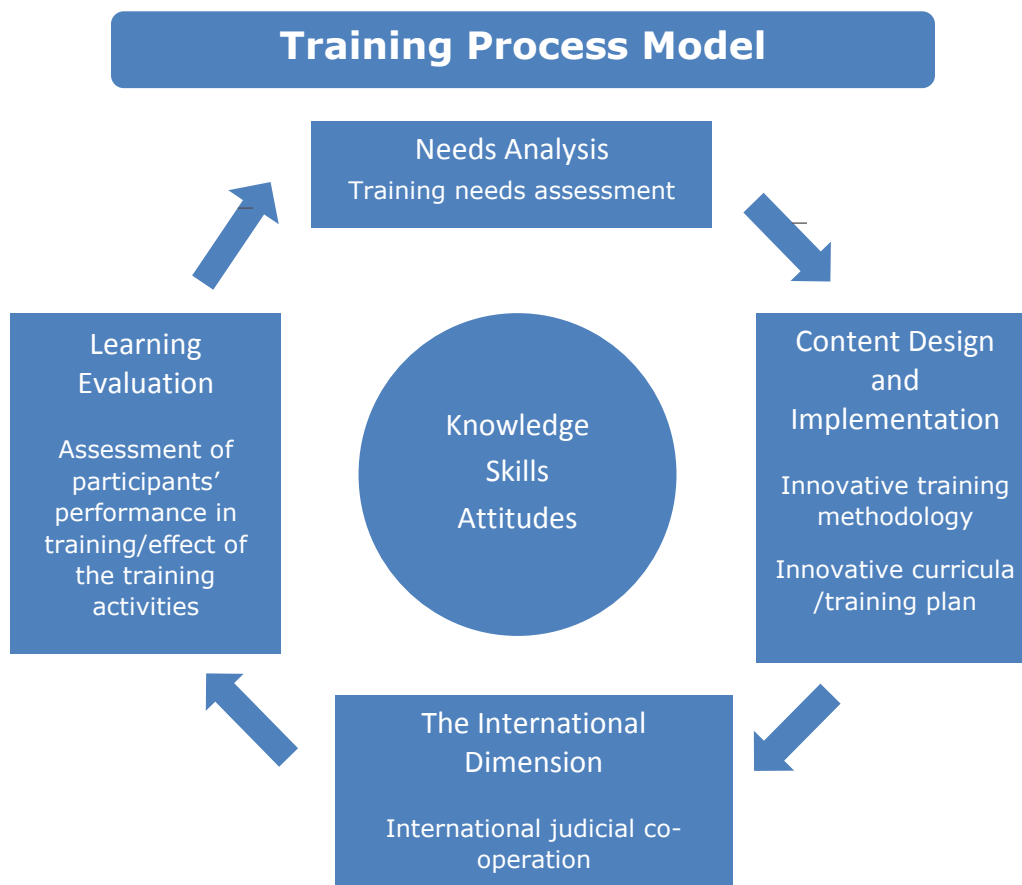 Training Process Model
Needs Analysis
Training needs assessment
Learning
Evaluation
Assessment of
participants’
performance in
training/effect of
the training
activities
Knowledge
Skills
Attitudes
Content Design
and
Implementation
Innovative training
methodology
Innovative curricula
/training plan
The International
Dimension
International judicial co-
operation